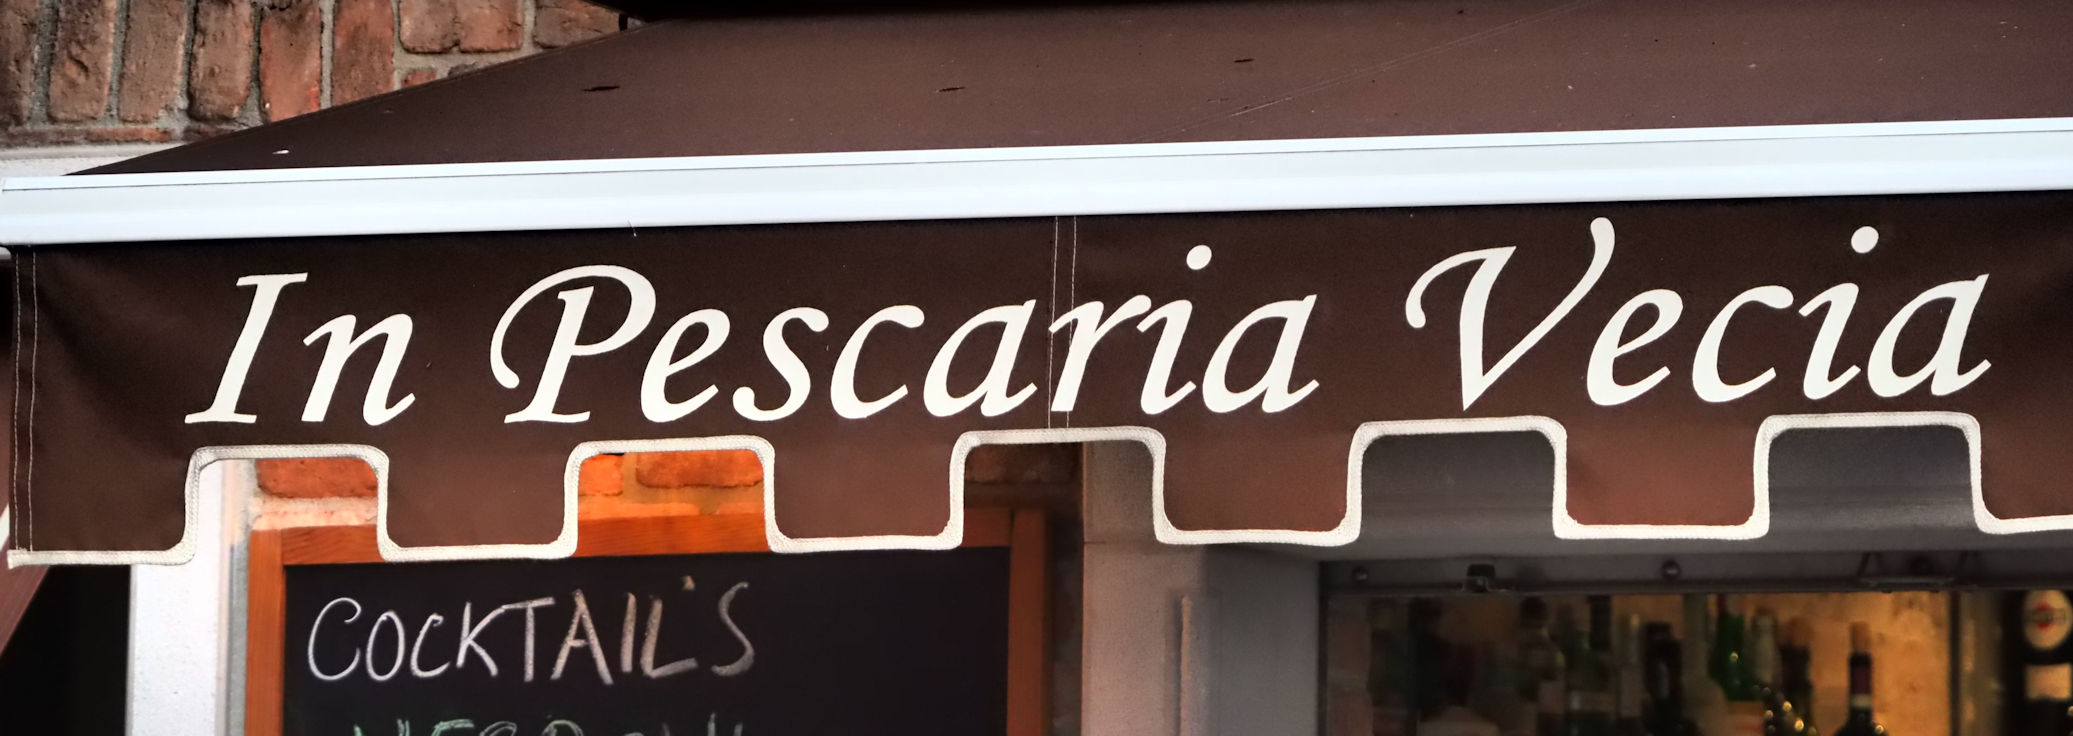 In Pescaria Vecia
COCKTAIL'S